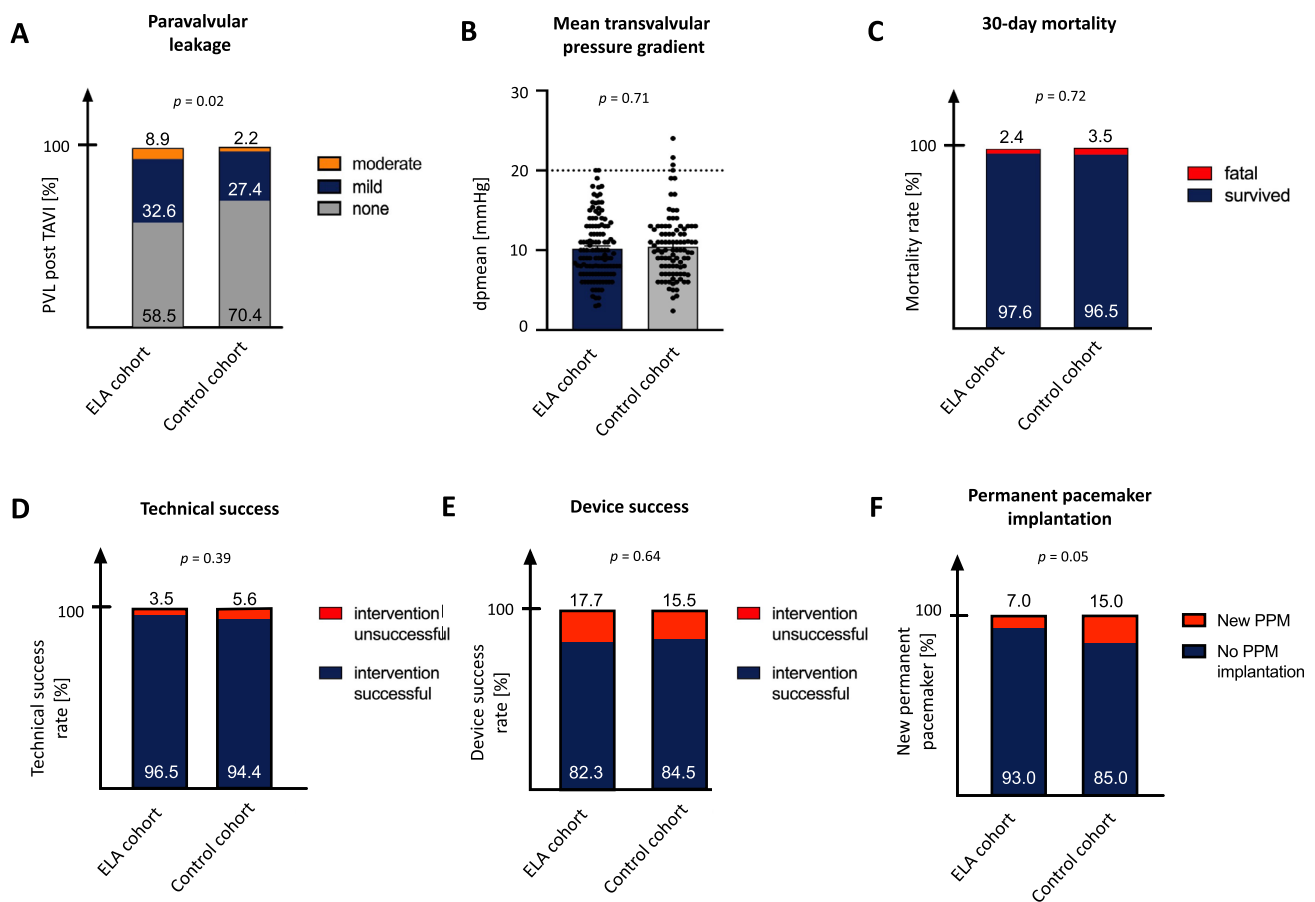 A
Paravalvular
leakage
p = 0.02
PVL post TAVI [%]
100
8.9
2.2
32.6
27.4
58.5
70.4
moderate
mild
none
ELA cohort
Control cohort
B
Mean transvalvular
pressure gradient
p = 0.71
dpmean [mmHg]
30
20
10
0
ELA cohort
Control cohort
C
30-day mortality
p = 0.72
Mortality rate [%]
100
2.4
3.5
97.6
96.5
fatal
survived
ELA cohort
Control cohort
D
Technical success
p = 0.39
Technical success
rate [%]
100
3.5
5.6
96.5
94.4
intervention
unsuccessful
intervention
successful
ELA cohort
Control cohort
E
Device success
p = 0.64
Device success
rate [%]
100
17.7
15.5
82.3
84.5
intervention
unsuccessful
intervention
successful
ELA cohort
Control cohort
F
Permanent pacemaker
implantation
p = 0.05
New permanent
pacemaker [%]
100
7.0
15.0
93.0
85.0
New PPM
No PPM
implantation
ELA cohort
Control cohort